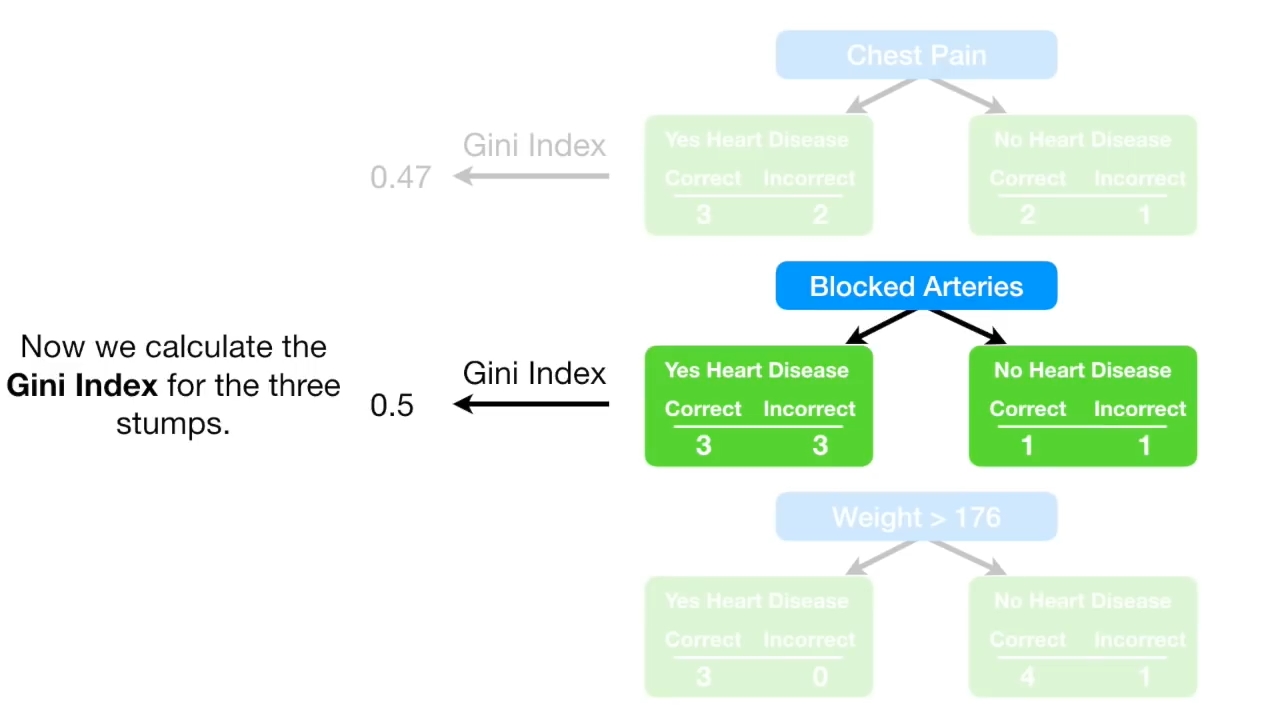 Chest Pain
Gini Index
0.47
Yes Heart Disease
Correct Incorrect
3 2
No Heart Disease
Correct Incorrect
2 1
Blocked Arteries
Now we calculate the
Gini Index for the three
stumps.
Gini Index
0.5
Yes Heart Disease
Correct Incorrect
3 3
No Heart Disease
Correct Incorrect
1 1
Weight > 176
Yes Heart Disease
Correct Incorrect
3 0
No Heart Disease
Correct Incorrect
4 1